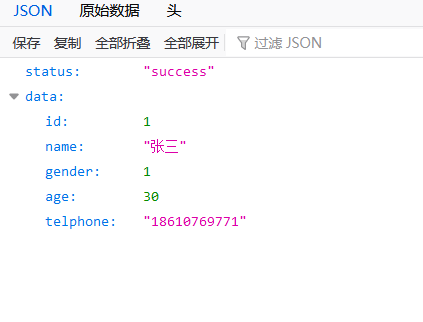 JSON 原始数据 头
保存 复制 全部折叠 全部展开 过滤 JSON
status: "success"
data:
id: 1
name: "张三"
gender: 1
age: 30
telphone: "18610769771"